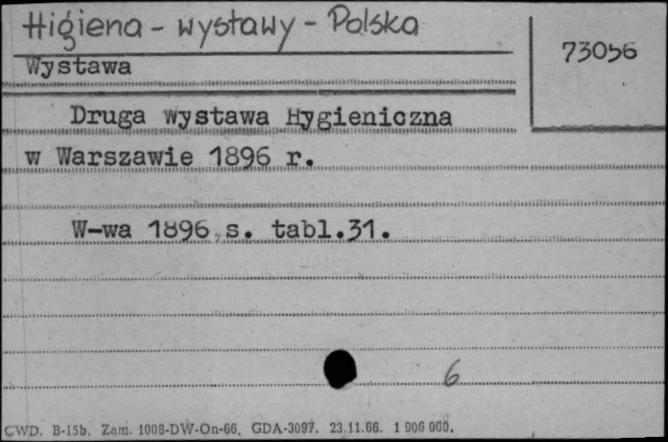 Higiena - wystawy - Polska
73056
Wystawa
Druga Wystawa Hygieniczna
w Warszawie 1896 r.
W-wa 1896, s. tabl.31.
6
CWD. B-15b. Zam. 1008-DW-On-66. GDA-3097. 23.11.66. 1 906 000.